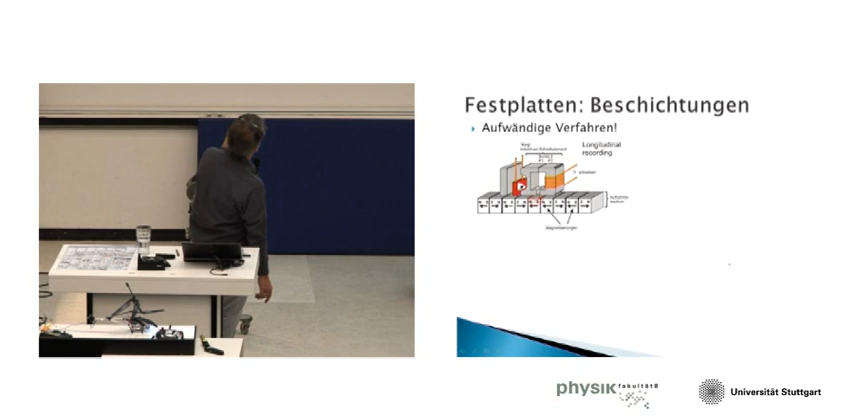 Festplatten: Beschichtungen
Aufwändige Verfahren!
Longitudinal
recording
physik fakultät8
Universität Stuttgart